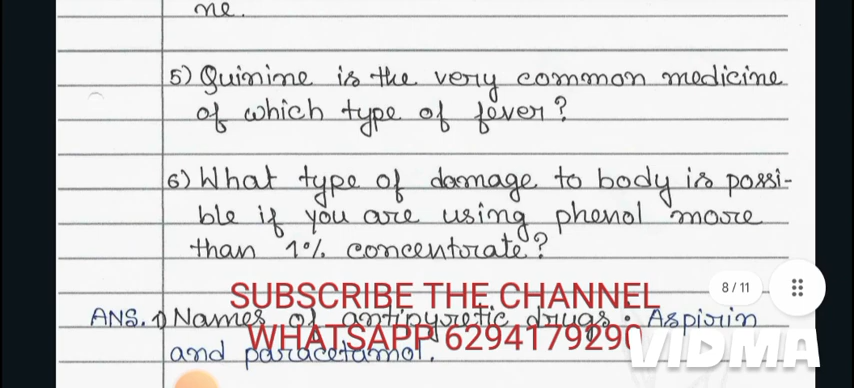 ne.
5) Quinine is the very common medicine
of which type of fever?
6) What type of damage to body is possi-
ble if you are using phenol more
than 1% concentrate?
SUBSCRIBE THE CHANNEL
8/11
ANS. 1) Names of antipyretic drugs: Aspirin
WHATSAPP 6294179290
VIDMA
and paracetamol.